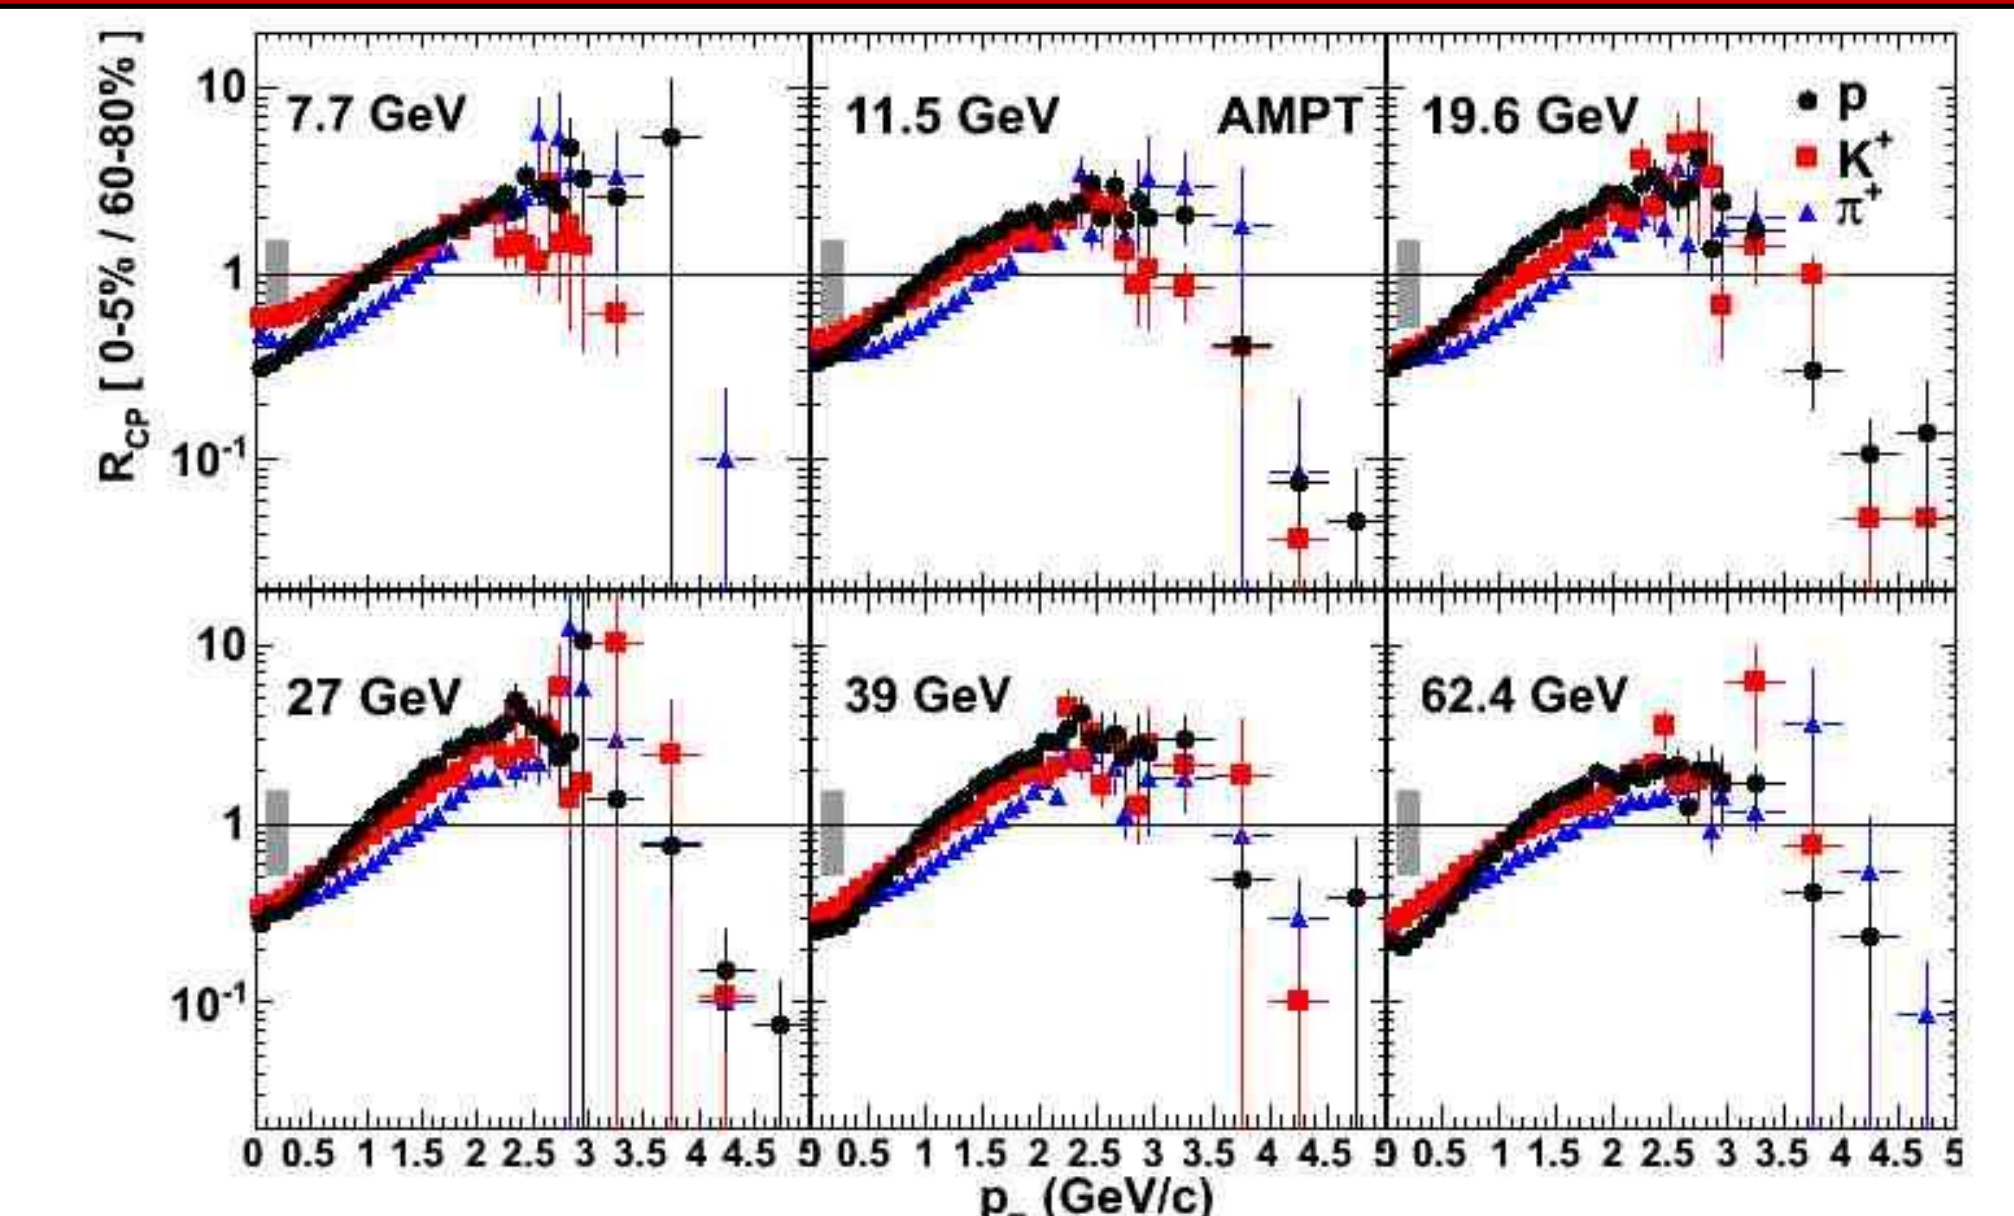 R_CP [ 0-5% / 60-80% ]
10
1
10^-1
7.7 GeV
11.5 GeV AMPT
19.6 GeV
p
K+
π+
10
1
10^-1
27 GeV
39 GeV
62.4 GeV
0 0.5 1 1.5 2 2.5 3 3.5 4 4.5 0.5 1 1.5 2 2.5 3 3.5 4 4.5 0.5 1 1.5 2 2.5 3 3.5 4 4.5 5
(GeV/c)